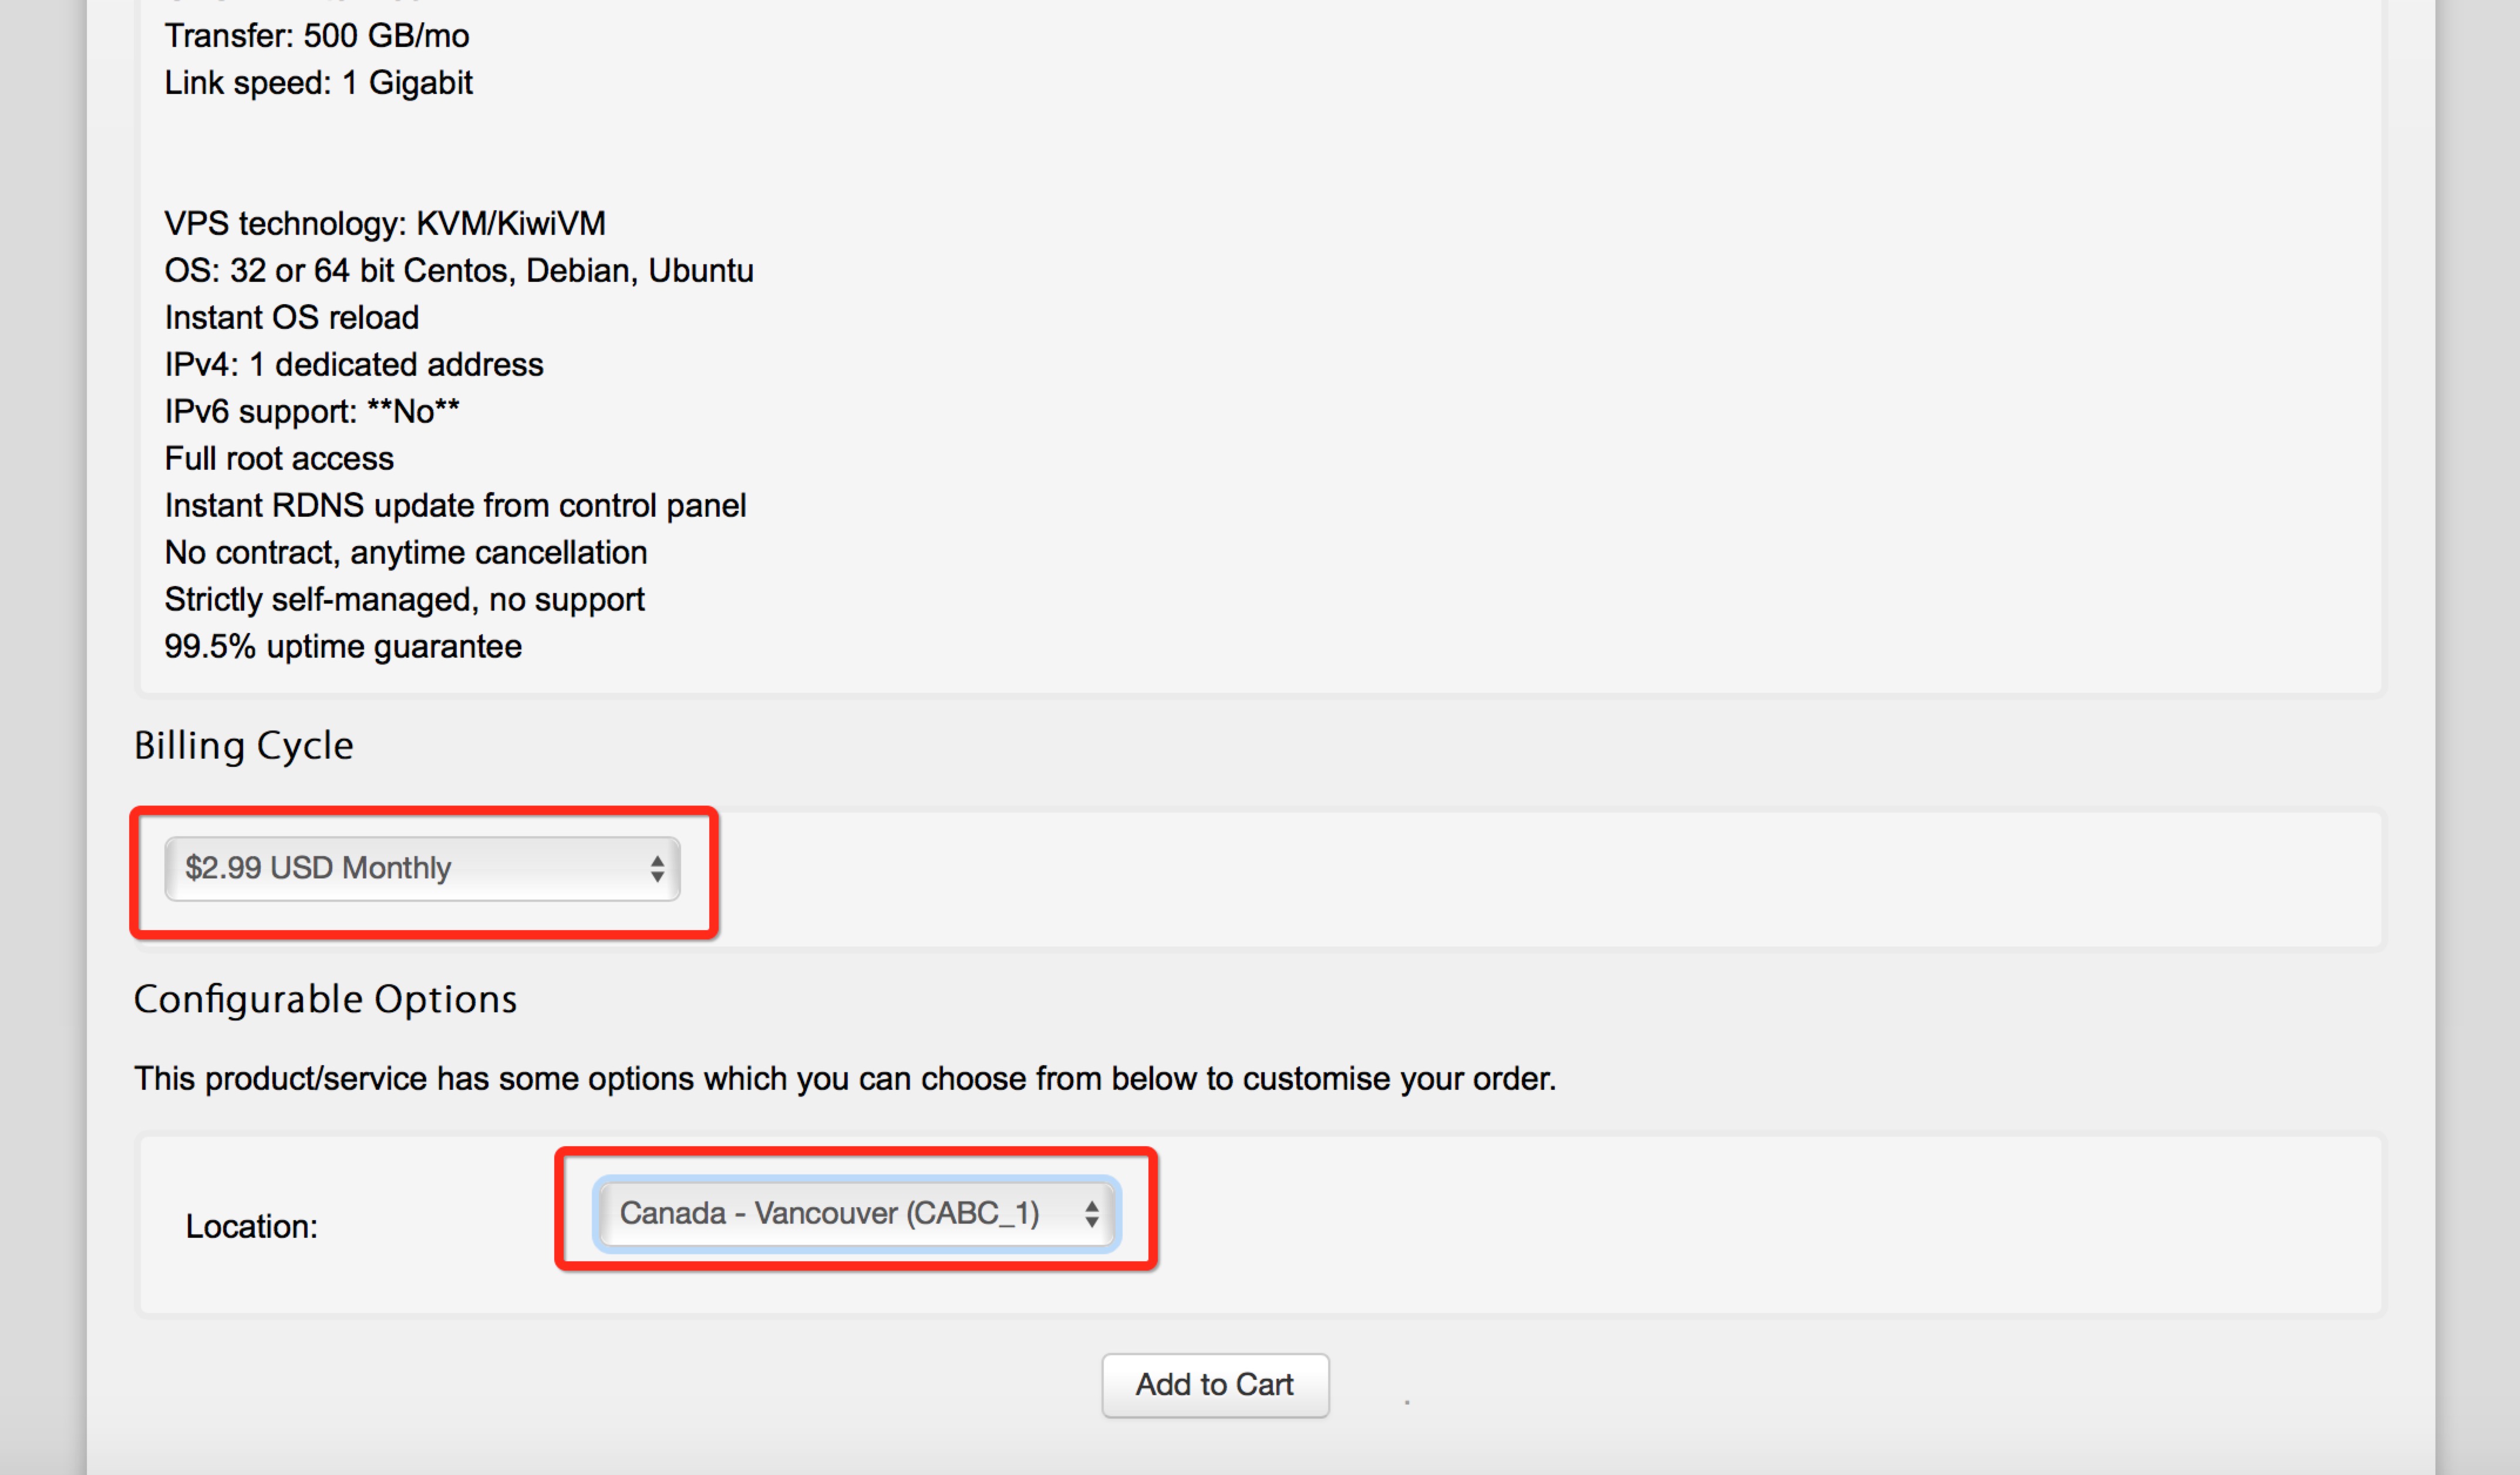 Transfer: 500 GB/mo
Link speed: 1 Gigabit
VPS technology: KVM/KiwiVM
OS: 32 or 64 bit Centos, Debian, Ubuntu
Instant OS reload
IPv4: 1 dedicated address
IPv6 support: **No**
Full root access
Instant RDNS update from control panel
No contract, anytime cancellation
Strictly self-managed, no support
99.5% uptime guarantee
Billing Cycle
$2.99 USD Monthly
Configurable Options
This product/service has some options which you can choose from below to customise your order.
Location:
Canada - Vancouver (CABC_1)
Add to Cart